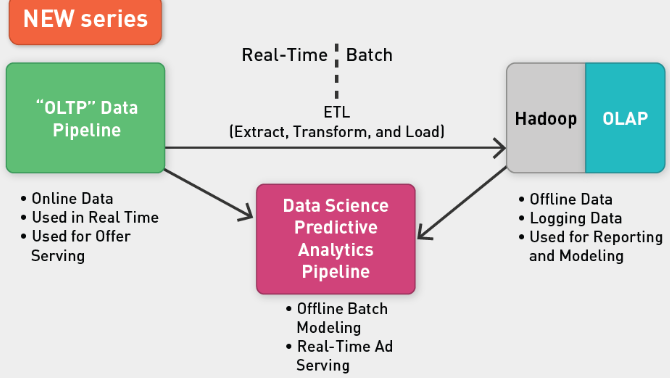 NEW series
Real-Time
Batch
ETL
(Extract, Transform, and Load)
"OLTP" Data
Pipeline
Hadoop
OLAP
• Online Data
• Used in Real Time
• Used for Offer
Serving
Data Science
Predictive
Analytics
Pipeline
• Offline Batch
Modeling
• Real-Time Ad
Serving
• Offline Data
• Logging Data
• Used for Reporting
and Modeling